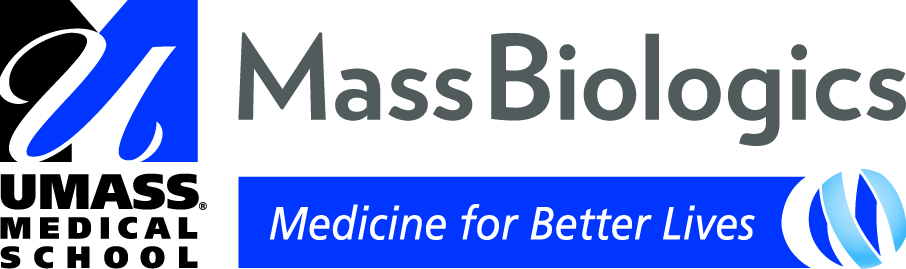 UMASS®
MEDICAL
SCHOOL
MassBiologics
Medicine for Better Lives